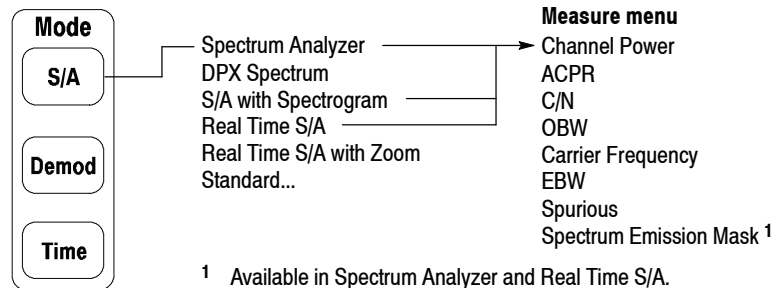 Mode
S/A
Demod
Time
Spectrum Analyzer
DPX Spectrum
S/A with Spectrogram
Real Time S/A
Real Time S/A with Zoom
Standard...
Measure menu
Channel Power
ACPR
C/N
OBW
Carrier Frequency
EBW
Spurious
Spectrum Emission Mask 1
1 Available in Spectrum Analyzer and Real Time S/A.